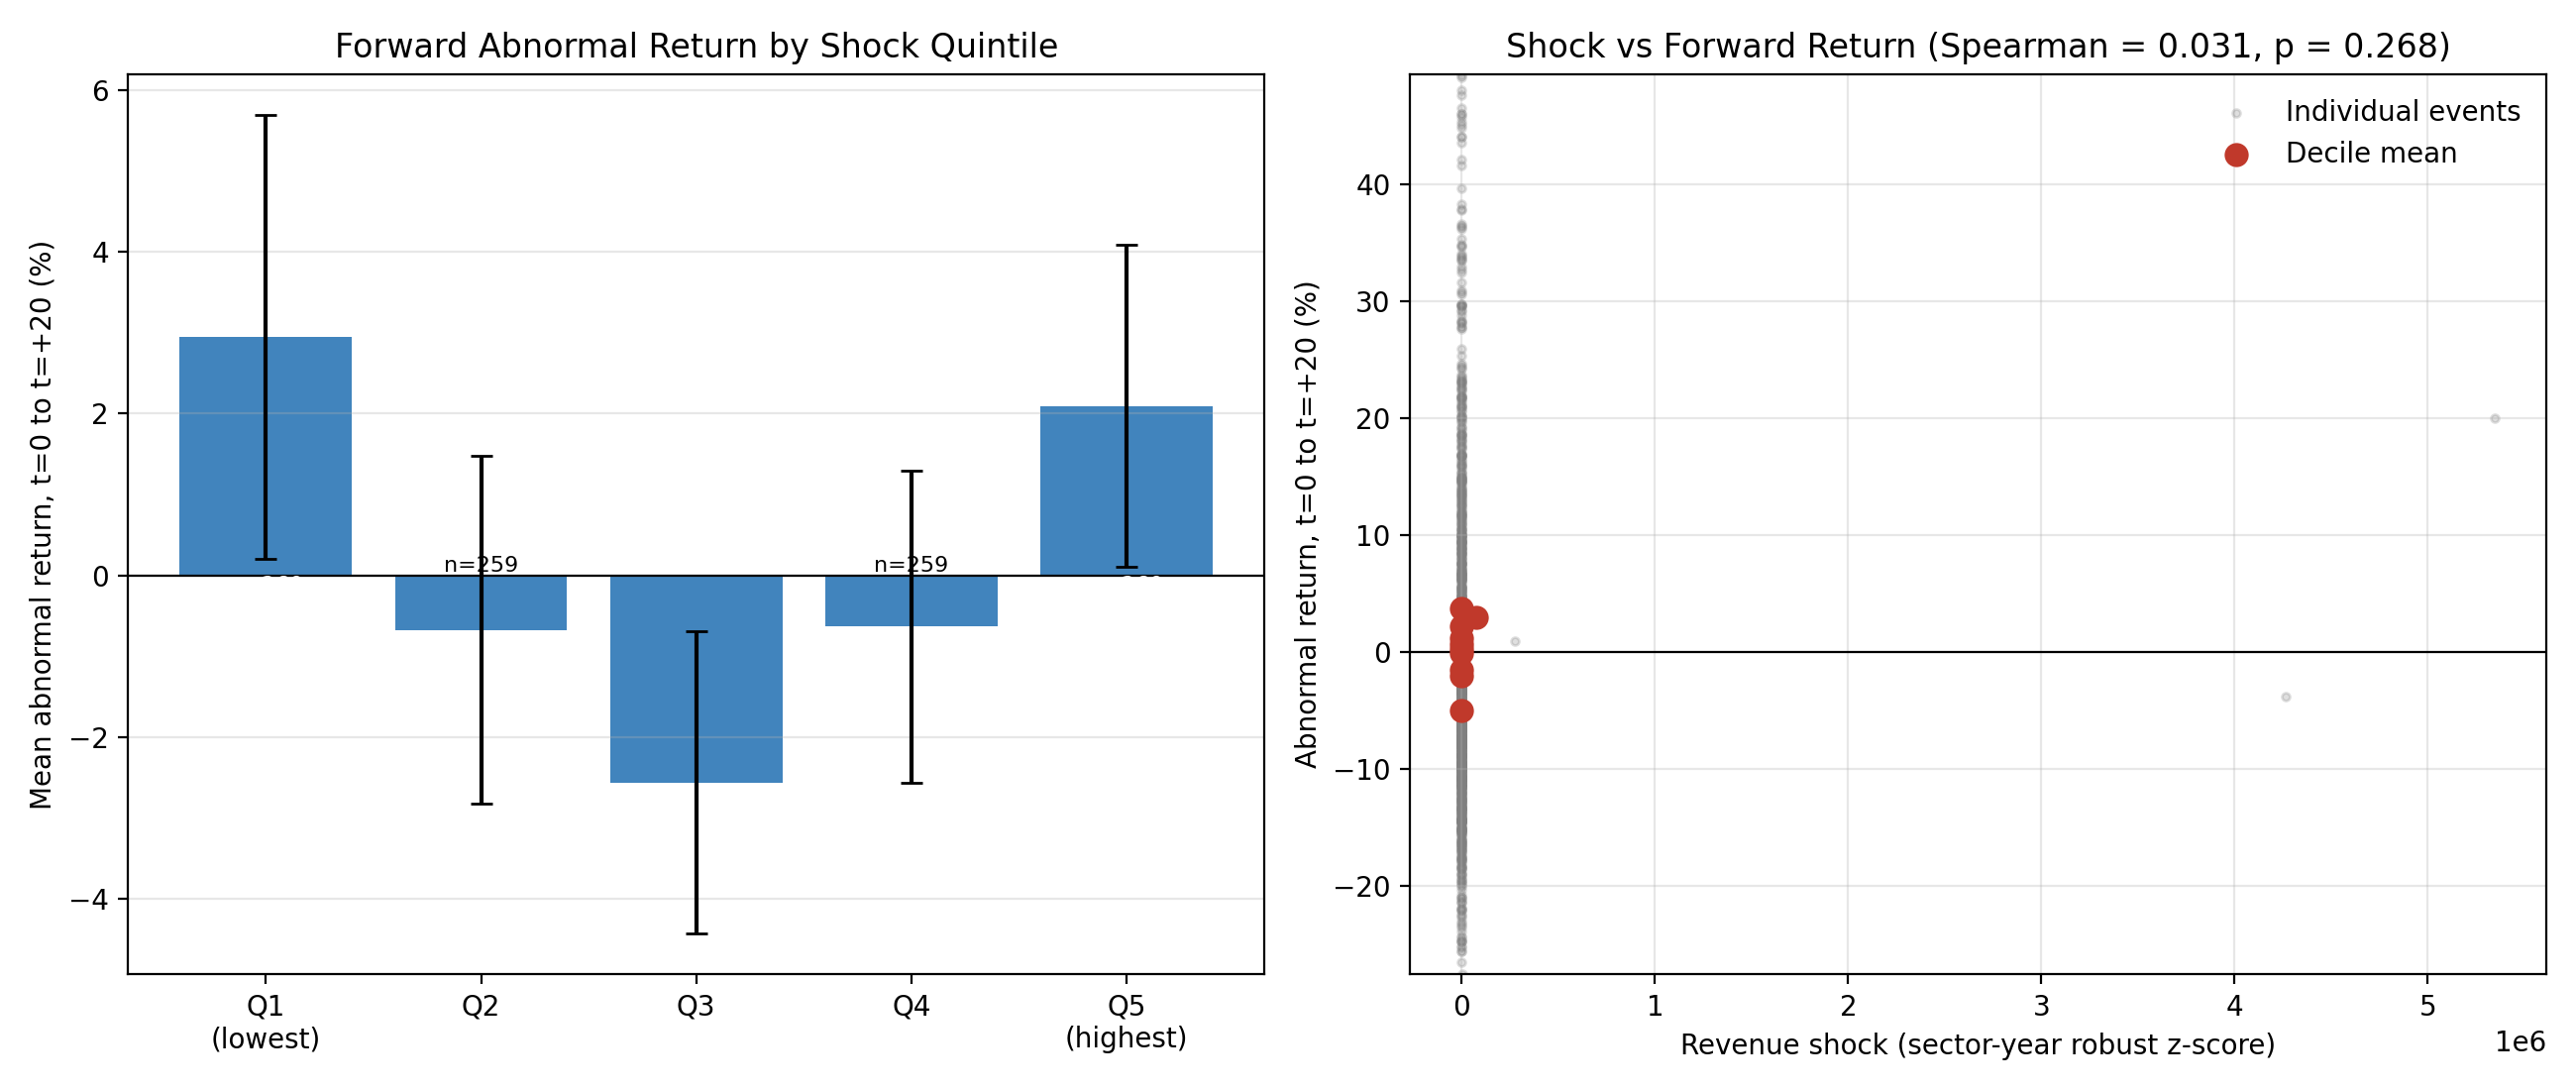 Forward Abnormal Return by Shock Quintile
Mean abnormal return, t=0 to t=+20 (%)
6
4
2
0
−2
−4
n=259
n=259
Q1
(lowest)
Q2
Q3
Q4
Q5
(highest)
Shock vs Forward Return (Spearman = 0.031, p = 0.268)
Individual events
Decile mean
Abnormal return, t=0 to t=+20 (%)
40
30
20
10
0
−10
−20
0
1
2
3
4
5
1e6
Revenue shock (sector-year robust z-score)